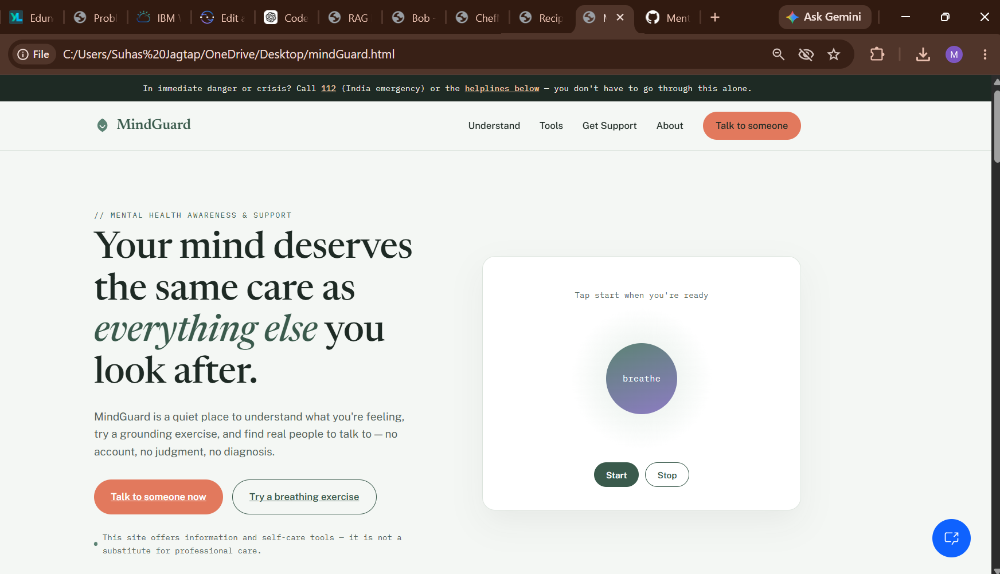 Edun
Probl
IBM
Edit a
Code
RAG
Bob -
Cheff
Recip
Ment
Ask Gemini
File
C:/Users/Suhas%20Jagtap/OneDrive/Desktop/mindGuard.html
M
In immediate danger or crisis? Call 112 (India emergency) or the helplines below — you don't have to go through this alone.
MindGuard
Understand
Tools
Get Support
About
Talk to someone
// MENTAL HEALTH AWARENESS & SUPPORT
Your mind deserves
the same care as
everything else you
look after.
MindGuard is a quiet place to understand what you're feeling,
try a grounding exercise, and find real people to talk to — no
account, no judgment, no diagnosis.
Talk to someone now
Try a breathing exercise
This site offers information and self-care tools — it is not a
substitute for professional care.
Tap start when you're ready
breathe
Start
Stop